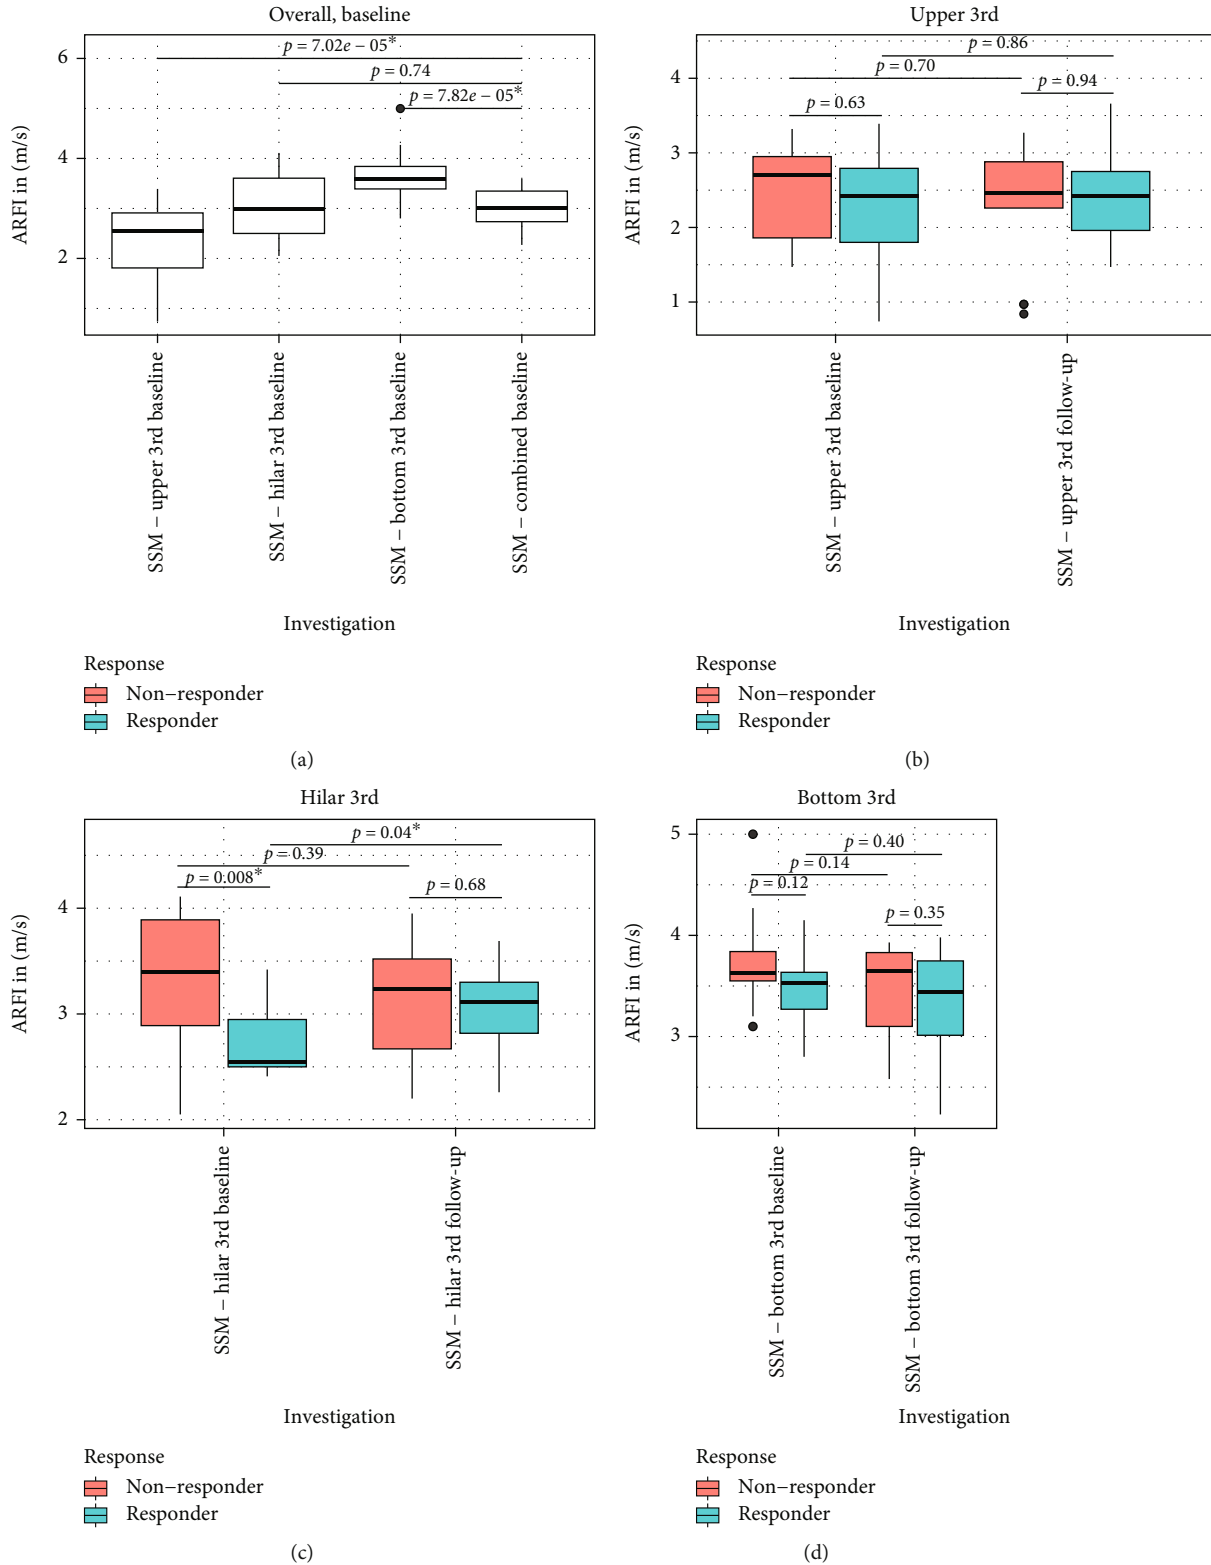 Overall, baseline
p = 7.02e − 05*
p = 0.74
p = 7.82e − 05*
6
4
2
ARFI in (m/s)
SSM − upper 3rd baseline
SSM − hilar 3rd baseline
SSM − bottom 3rd baseline
SSM − combined baseline
Investigation
Response
Non−responder
Responder
(a)
Upper 3rd
p = 0.86
p = 0.70
p = 0.94
p = 0.63
4
3
2
1
ARFI in (m/s)
SSM − upper 3rd baseline
SSM − upper 3rd follow-up
Investigation
Response
Non−responder
Responder
(b)
Hilar 3rd
p = 0.04*
p = 0.39
p = 0.008*
p = 0.68
4
3
2
ARFI in (m/s)
SSM − hilar 3rd baseline
SSM − hilar 3rd follow-up
Investigation
Response
Non−responder
Responder
(c)
Bottom 3rd
p = 0.40
p = 0.14
p = 0.12
p = 0.35
5
4
3
ARFI in (m/s)
SSM − bottom 3rd baseline
SSM − bottom 3rd follow-up
Investigation
Response
Non−responder
Responder
(d)